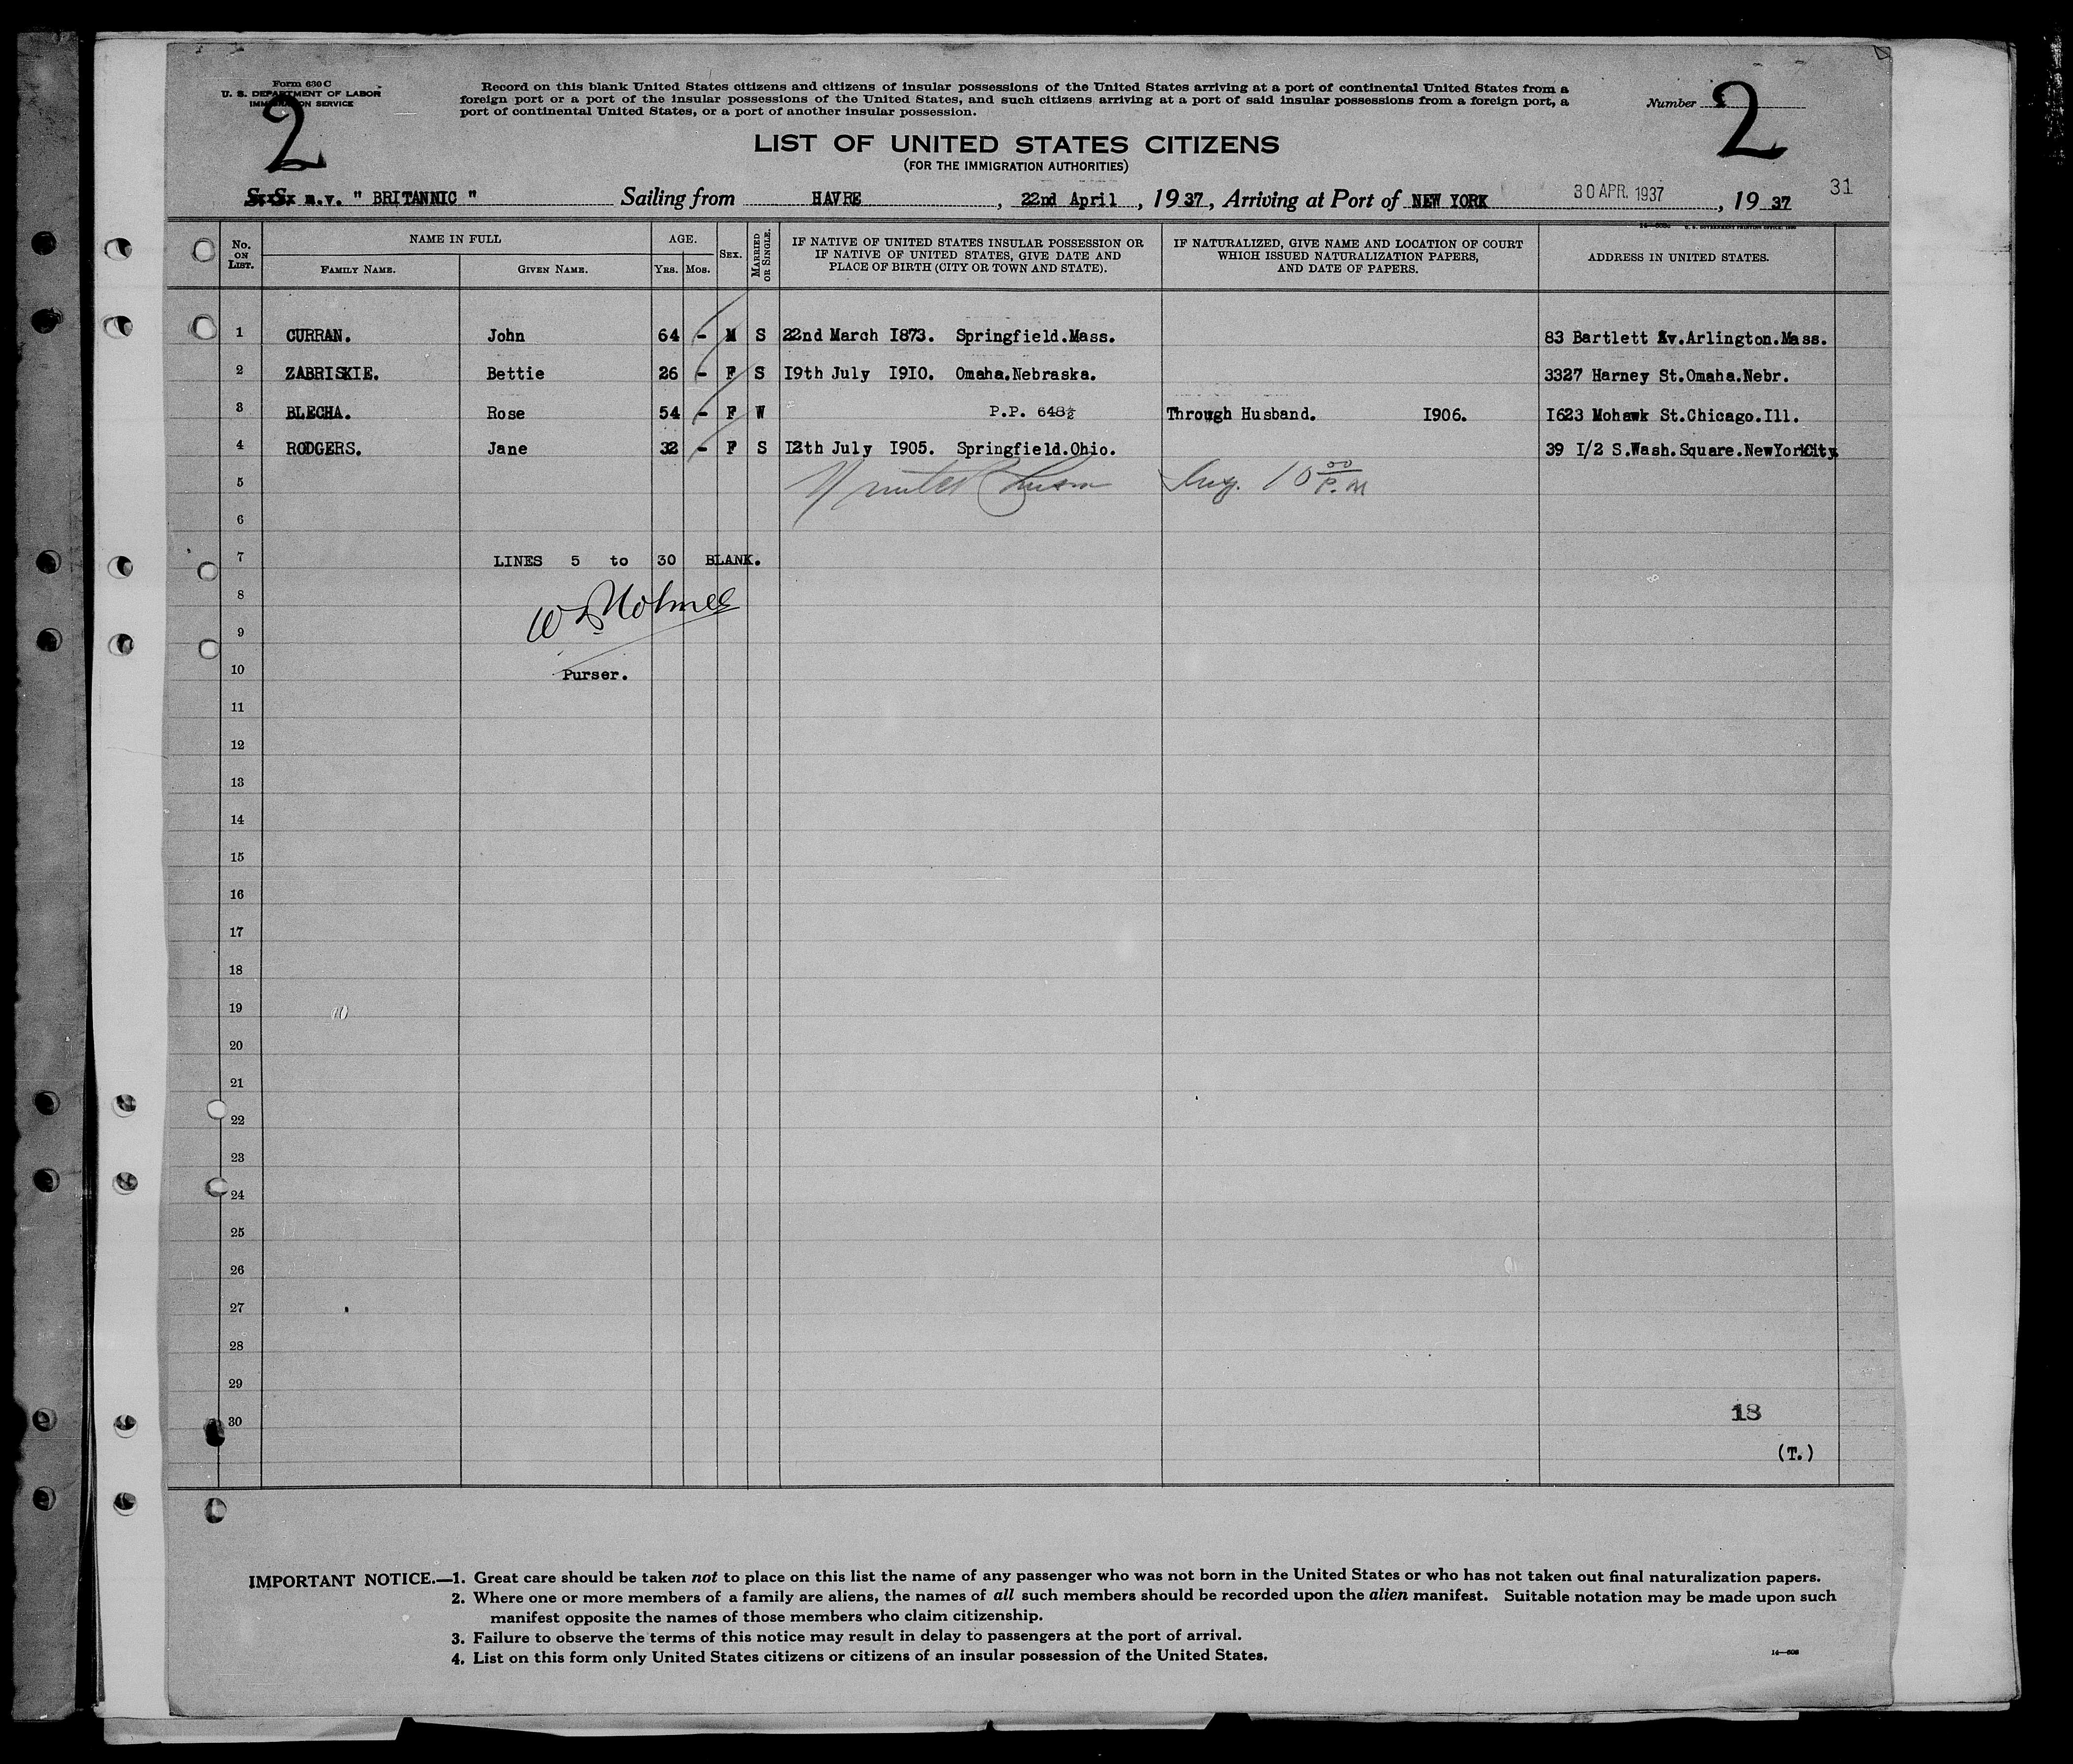 Form 630 C
U. S. DEPARTMENT OF LABOR
IMMIGRATION SERVICE
2
Record on this blank United States citizens and citizens of insular possessions of the United States arriving at a port of continental United States from a
foreign port or a port of the insular possessions of the United States, and such citizens arriving at a port of said insular possessions from a foreign port, a
port of continental United States, or a port of another insular possession.
Number 2
LIST OF UNITED STATES CITIZENS
(FOR THE IMMIGRATION AUTHORITIES)
S. S. m.v. " BRITANNIC " Sailing from HAVRE, 22nd April, 1937, Arriving at Port of NEW YORK 30 APR. 1937, 1937 31
No. ON LIST.
NAME IN FULL
FAMILY NAME. GIVEN NAME.
AGE.
YRS. MOS.
SEX.
MARRIED OR SINGLE.
IF NATIVE OF UNITED STATES INSULAR POSSESSION OR
IF NATIVE OF UNITED STATES, GIVE DATE AND
PLACE OF BIRTH (CITY OR TOWN AND STATE).
IF NATURALIZED, GIVE NAME AND LOCATION OF COURT
WHICH ISSUED NATURALIZATION PAPERS,
AND DATE OF PAPERS.
ADDRESS IN UNITED STATES.
1 CURRAN. John 64 - M S 22nd March I873. Springfield.Mass. 83 Bartlett Av.Arlington.Mass.
2 ZABRISKIE. Bettie 26 - F S I9th July I9I0. Omaha.Nebraska. 3327 Harney St.Omaha.Nebr.
3 BLECHA. Rose 54 - F W P.P. 648½ Through Husband. I906. I623 Mohawk St.Chicago.Ill.
4 RODGERS. Jane 32 - F S I2th July I905. Springfield.Ohio. 39 I/2 S.Wash.Square.NewYorkCity
5 10 00 P.M
6
7 LINES 5 to 30 BLANK.
8
9
10 Purser.
11
12
13
14
15
16
17
18
19
20
21
22
23
24
25
26
27
28
29
30 18
(T.)
IMPORTANT NOTICE.—1. Great care should be taken not to place on this list the name of any passenger who was not born in the United States or who has not taken out final naturalization papers.
2. Where one or more members of a family are aliens, the names of all such members should be recorded upon the alien manifest. Suitable notation may be made upon such
manifest opposite the names of those members who claim citizenship.
3. Failure to observe the terms of this notice may result in delay to passengers at the port of arrival.
4. List on this form only United States citizens or citizens of an insular possession of the United States.
14—608